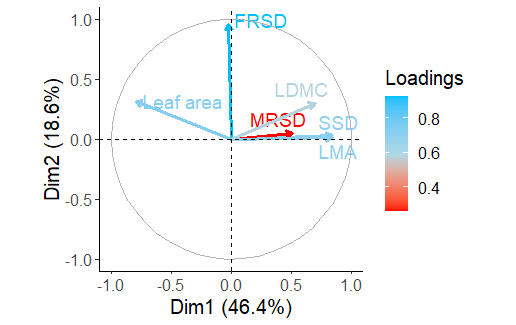 1.0
0.5
0.0
-0.5
-1.0
Dim2 (18.6%)
FRSD
Leaf area
LDMC
MRSD
SSD
LMA
-1.0 -0.5 0.0 0.5 1.0
Dim1 (46.4%)
Loadings
0.8
0.6
0.4